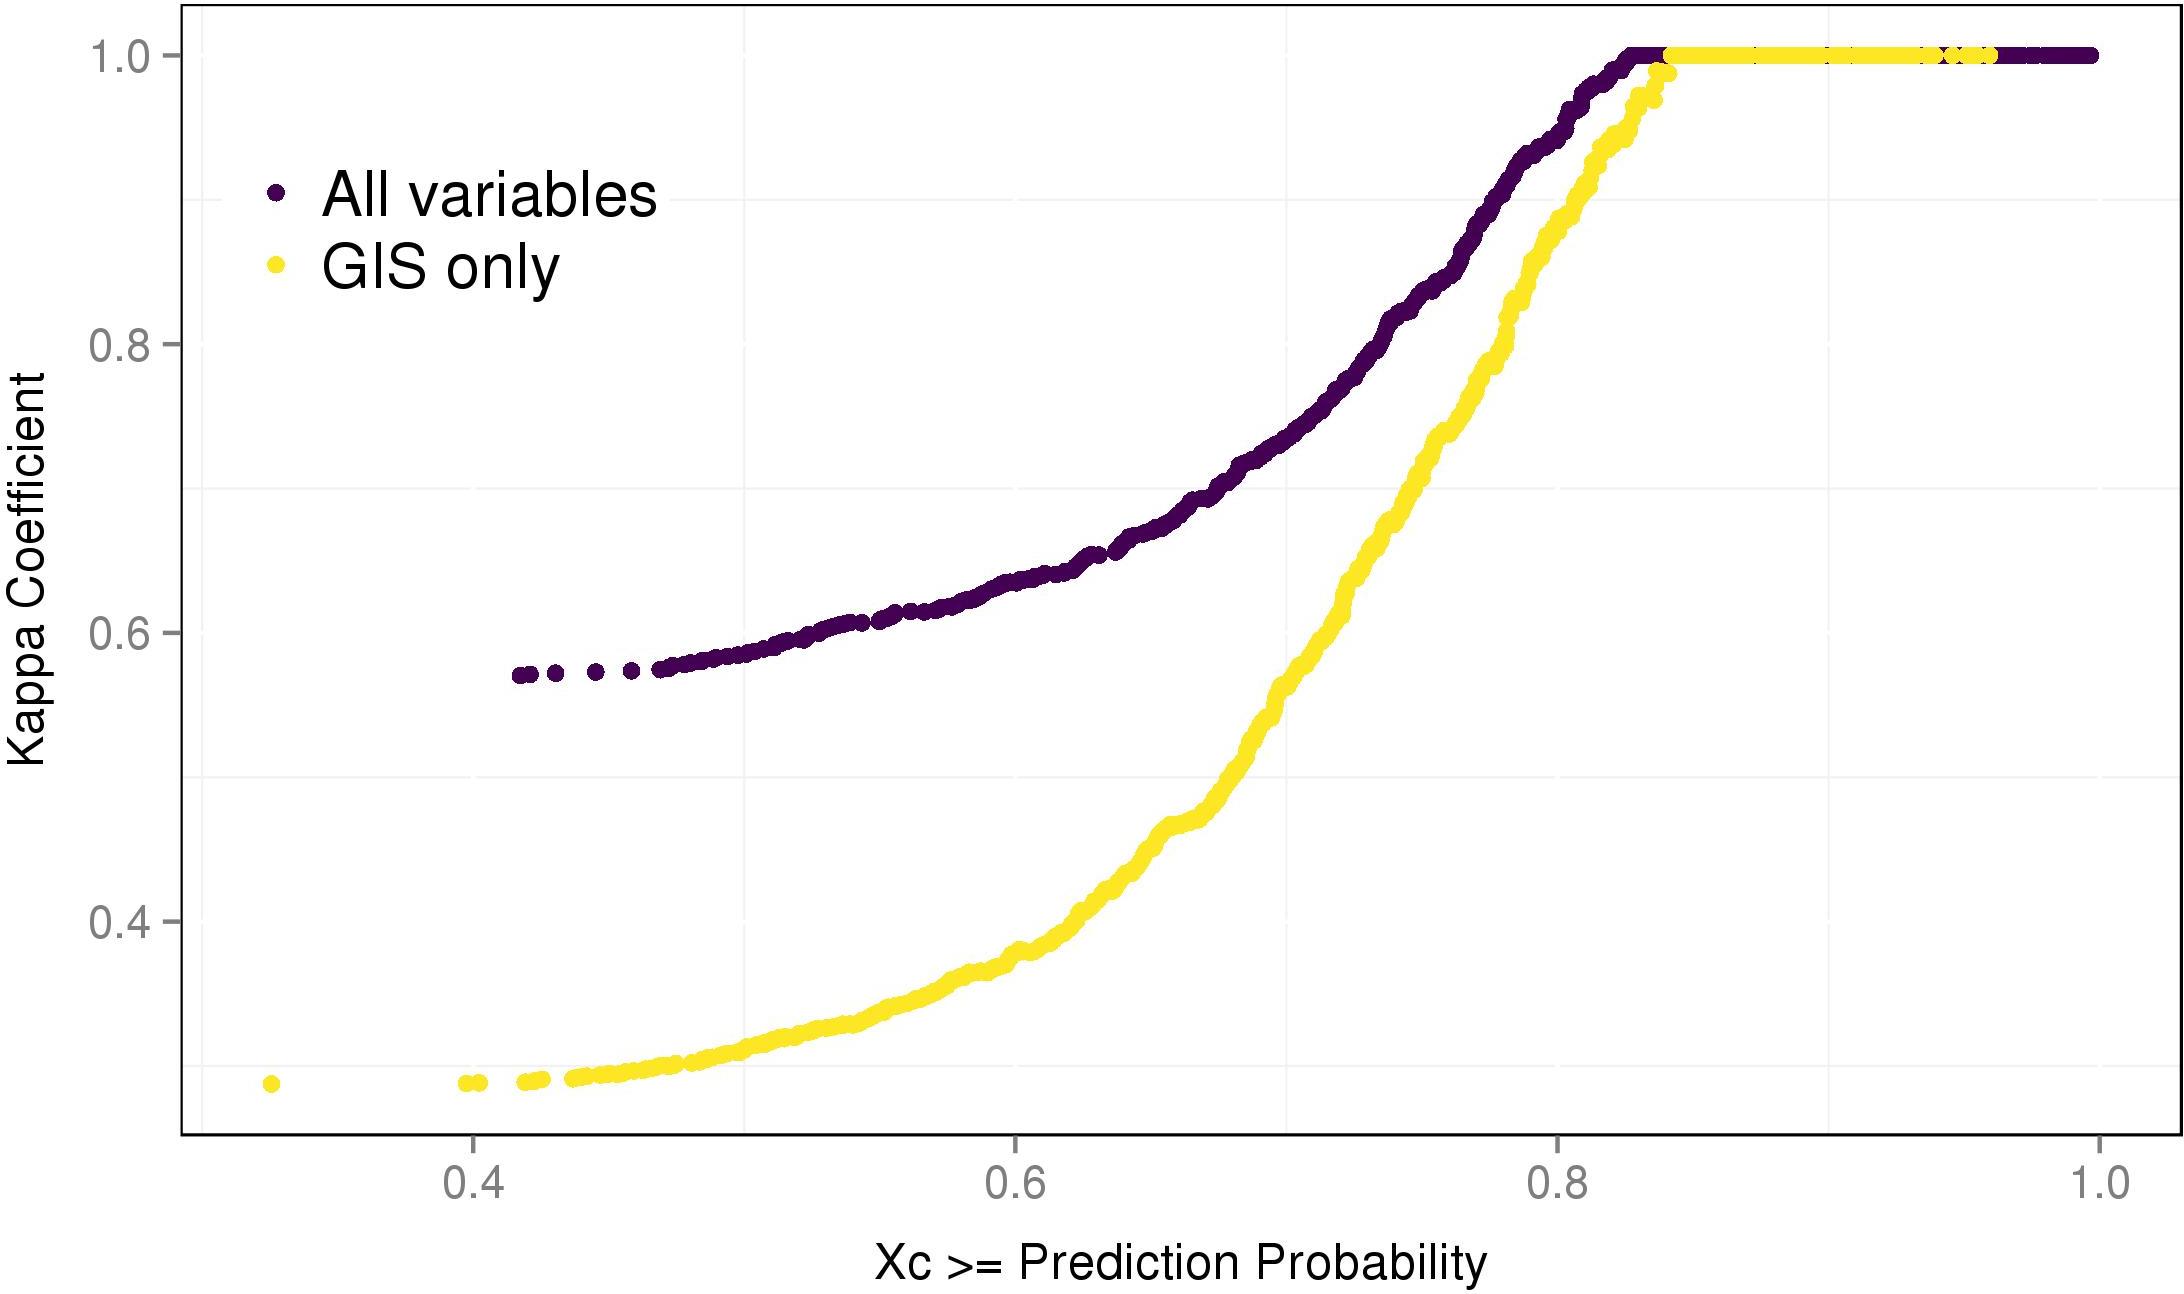 1.0
0.8
0.6
0.4
Kappa Coefficient
All variables
GIS only
0.4 0.6 0.8 1.0
Xc >= Prediction Probability